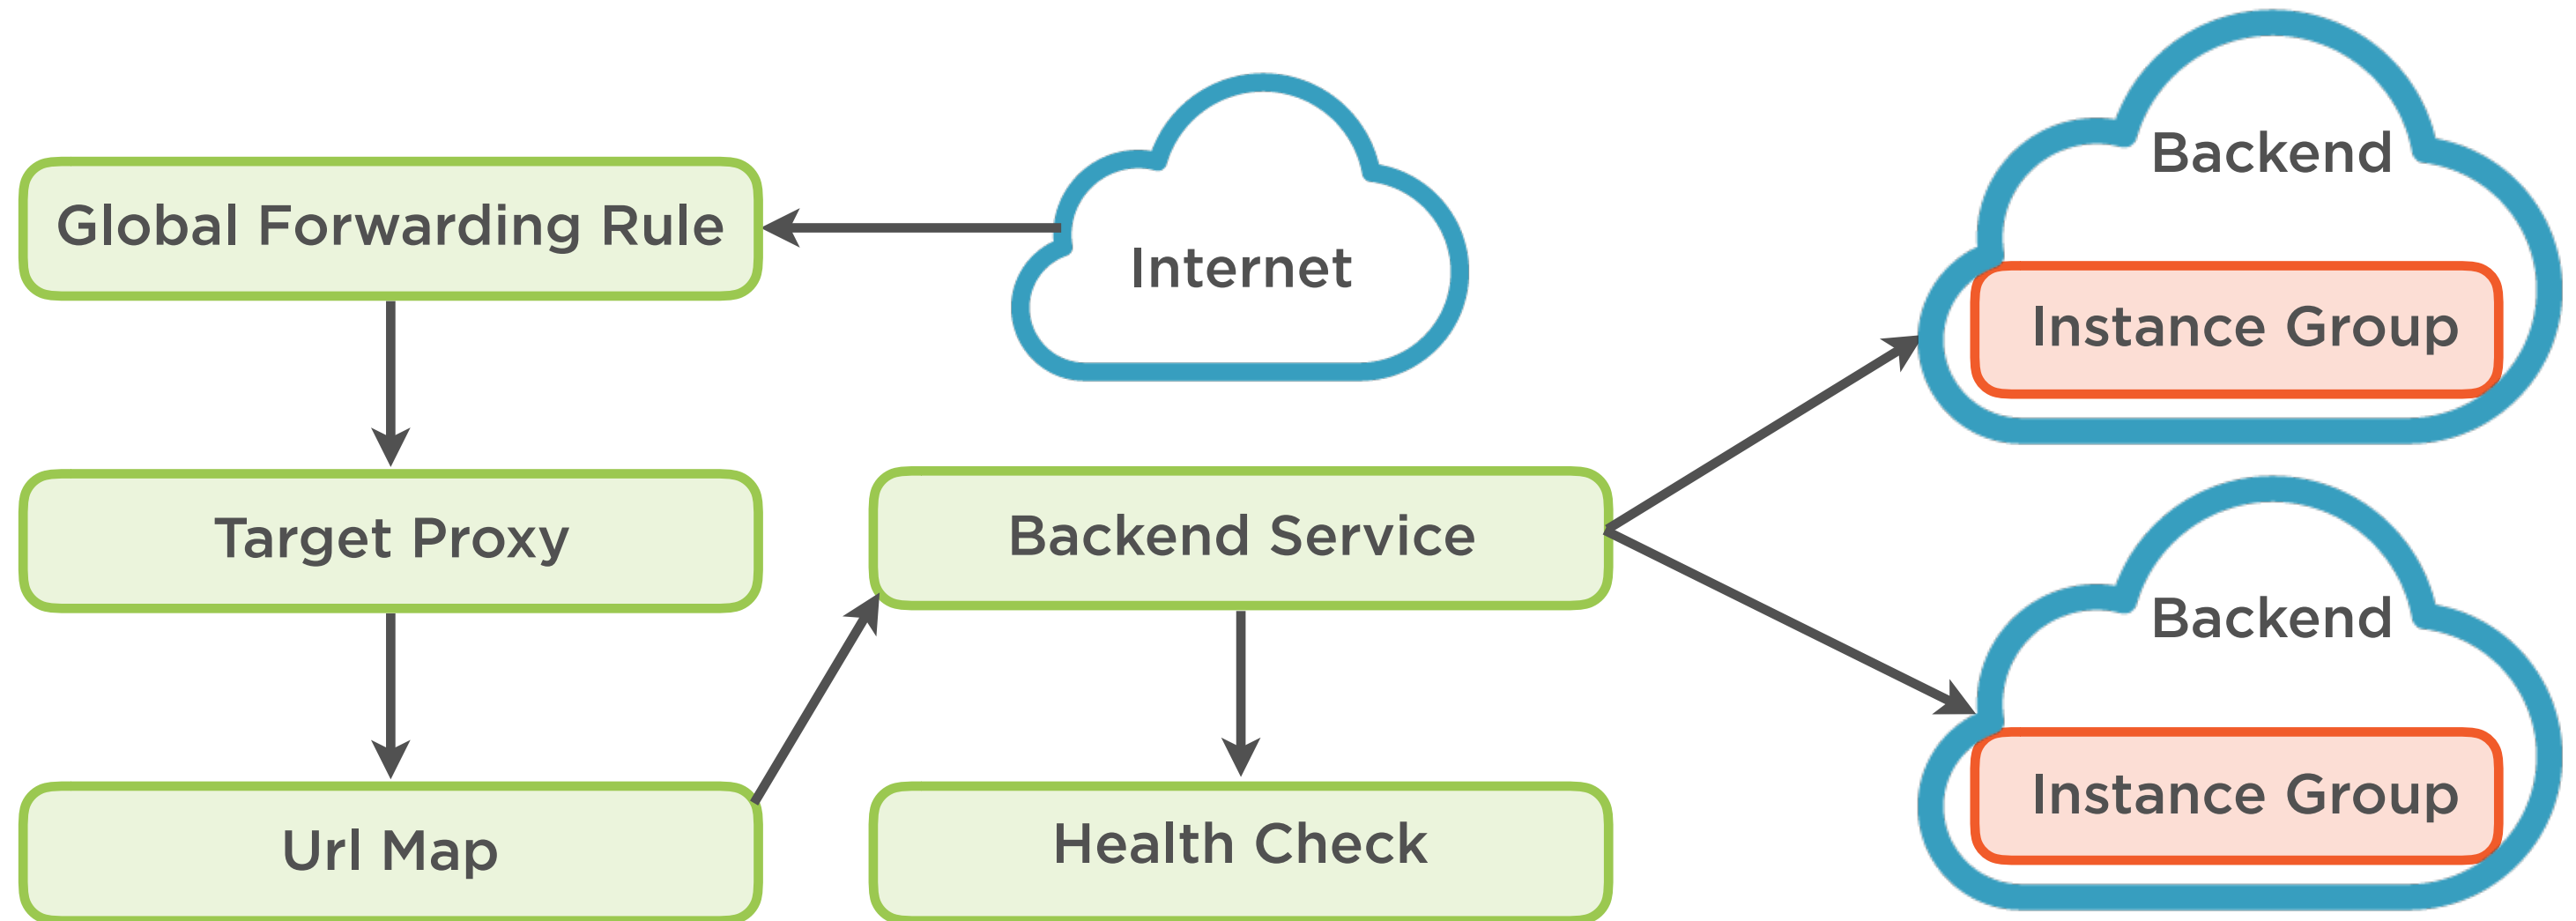 Global Forwarding Rule
Internet
Backend
Instance Group
Target Proxy
Backend Service
Backend
Instance Group
Url Map
Health Check